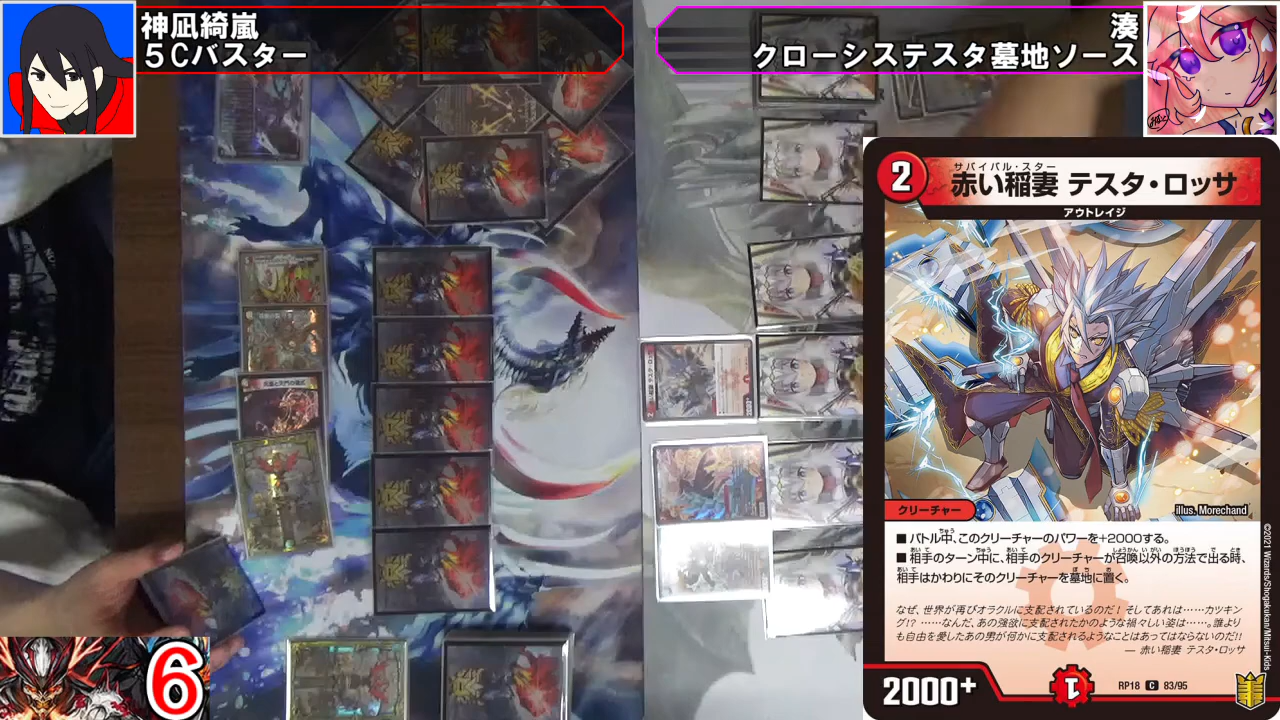 神凪綺嵐
5Cバスター
湊
クローシステスタ墓地ソース
2
サバイバル・スター
赤い稲妻 テスタ・ロッサ
アウトレイジ
クリーチャー
illus. Morechand
■バトル中、このクリーチャーのパワーを+2000する。
■相手のターン中に、相手のクリーチャーが召喚以外の方法で出る時、
相手はかわりにそのクリーチャーを墓地に置く。
なぜ、世界が再びオラクルに支配されているのだ！そしてあれは……カツキン
グ!? ……なんだ、あの強欲に支配されたかのような禍々しい姿は……。誰より
も自由を愛したあの男が何かに支配されるようなことはあってはならないのだ!!
— 赤い稲妻 テスタ・ロッサ
2000+
1
RP18 C 83/95
©2021 Wizards/Shogakukan/Mitsui-Kids
6